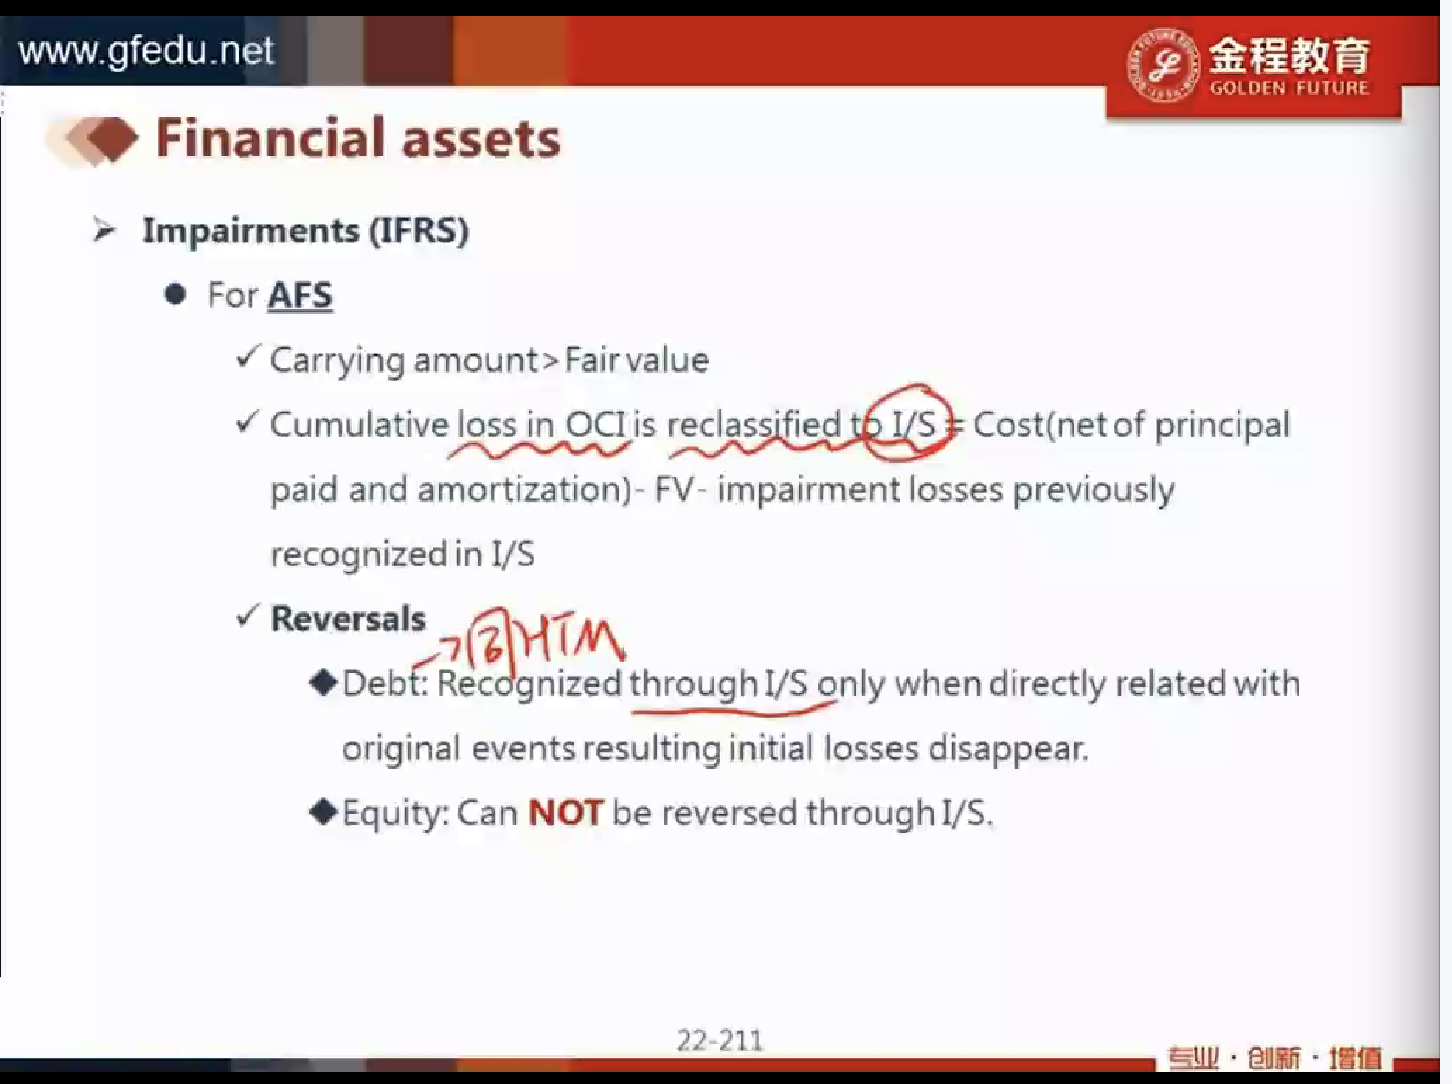 www.gfedu.net
金程教育
GOLDEN FUTURE
Financial assets
➢ Impairments (IFRS)
● For AFS
✓ Carrying amount>Fair value
✓ Cumulative loss in OCI is reclassified to I/S = Cost(net of principal
paid and amortization)- FV- impairment losses previously
recognized in I/S
✓ Reversals
同HTM
◆Debt: Recognized through I/S only when directly related with
original events resulting initial losses disappear.
◆Equity: Can NOT be reversed through I/S.
22-211
专业·创新·增值